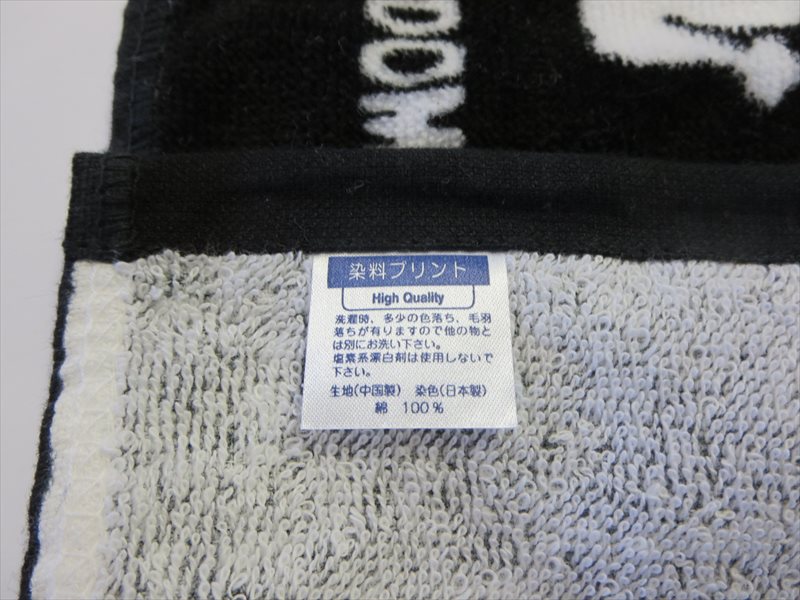 DOM
染料プリント
High Quality
洗濯時、多少の色落ち、毛羽
落ちが有りますので他の物と
は別にお洗い下さい。
塩素系漂白剤は使用しないで
下さい。
生地(中国製) 染色(日本製)
綿 100%